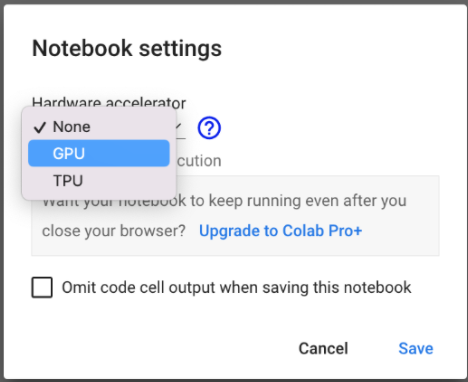 Notebook settings
Hardware accelerator
✓ None
GPU
cution
TPU
Want your notebook to keep running even after you
close your browser? Upgrade to Colab Pro+
Omit code cell output when saving this notebook
Cancel Save